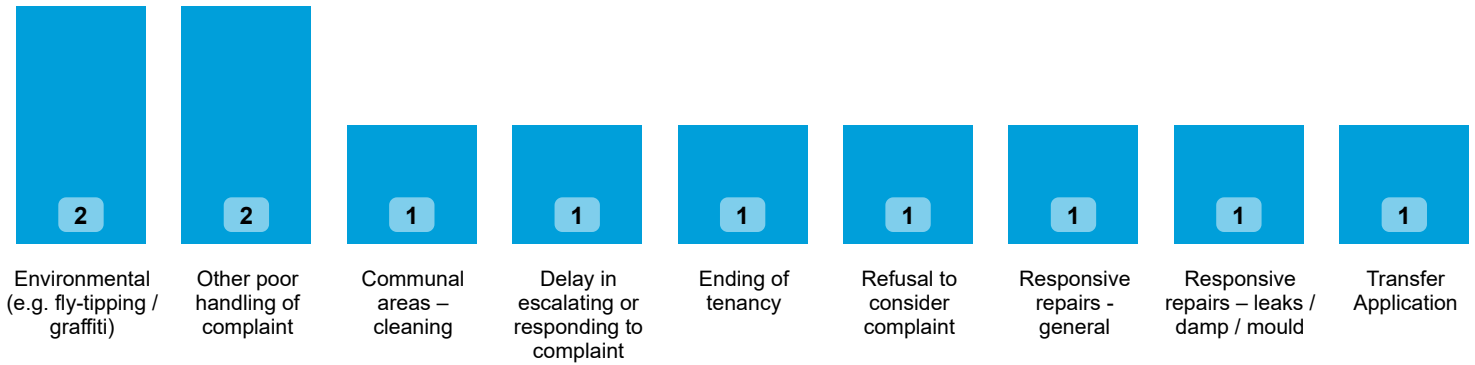 2
2
1
1
1
1
1
1
1
Environmental
(e.g. fly-tipping /
graffiti)
Other poor
handling of
complaint
Communal
areas –
cleaning
Delay in
escalating or
responding to
complaint
Ending of
tenancy
Refusal to
consider
complaint
Responsive
repairs -
general
Responsive
repairs – leaks /
damp / mould
Transfer
Application